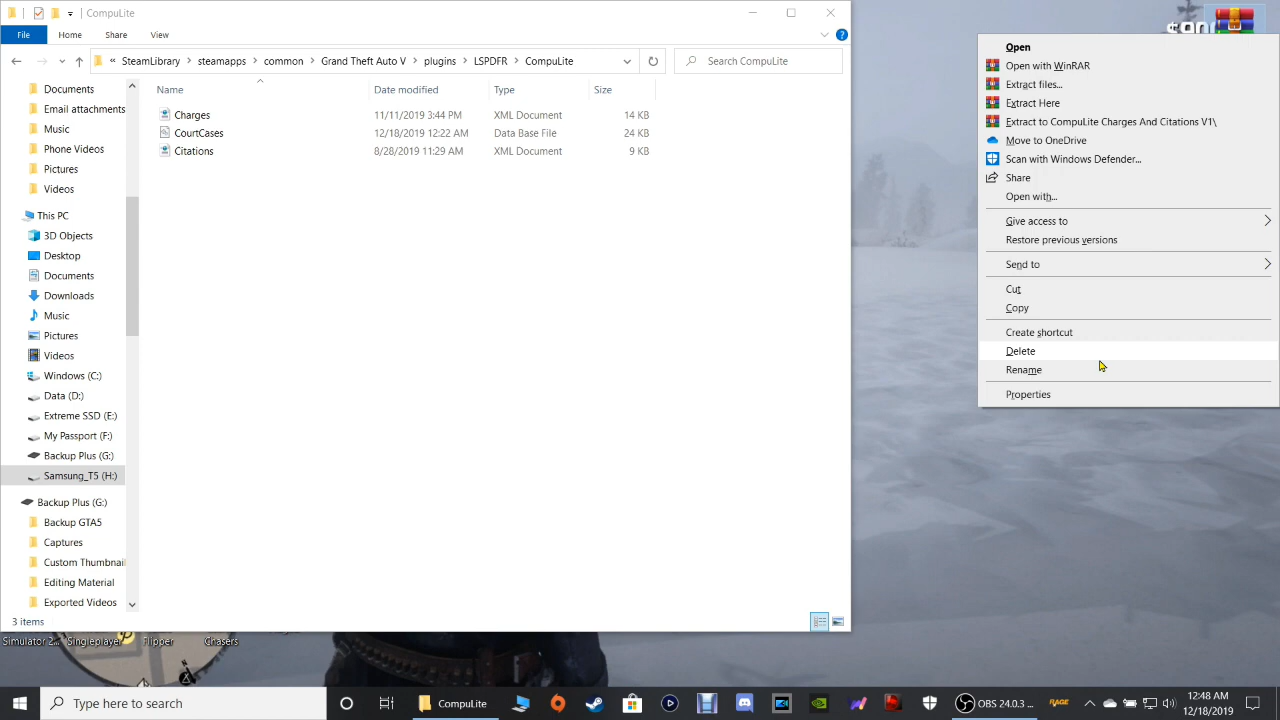 CompuLite
File Home Share View
« SteamLibrary > steamapps > common > Grand Theft Auto V > plugins > LSPDFR > CompuLite
Search CompuLite
Documents
Email attachments
Music
Phone Videos
Pictures
Videos
This PC
3D Objects
Desktop
Documents
Downloads
Music
Pictures
Videos
Windows (C:)
Data (D:)
Extreme SSD (E:)
My Passport (F:)
Backup Plus (G:)
Samsung_T5 (H:)
Backup Plus (G:)
Backup GTA5
Captures
Custom Thumbnail
Editing Material
Exported Videos
Name Date modified Type Size
Charges 11/11/2019 3:44 PM XML Document 14 KB
CourtCases 12/18/2019 12:22 AM Data Base File 24 KB
Citations 8/28/2019 11:29 AM XML Document 9 KB
3 items
Open
Open with WinRAR
Extract files...
Extract Here
Extract to CompuLite Charges And Citations V1\
Move to OneDrive
Scan with Windows Defender...
Share
Open with...
Give access to
Restore previous versions
Send to
Cut
Copy
Create shortcut
Delete
Rename
Properties
Simulator 2... Singleplayer Flipper Chasers
Type here to search
CompuLite
OBS 24.0.3 ...
RAGE
12:48 AM
12/18/2019